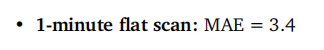 • 1-minute flat scan: MAE = 3.4